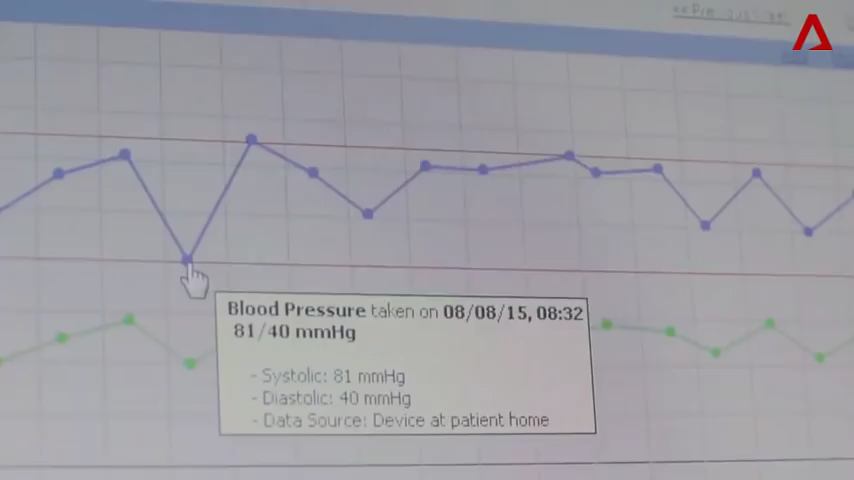 Blood Pressure taken on 08/08/15, 08:32
81/40 mmHg
- Systolic: 81 mmHg
- Diastolic: 40 mmHg
- Data Source: Device at patient home